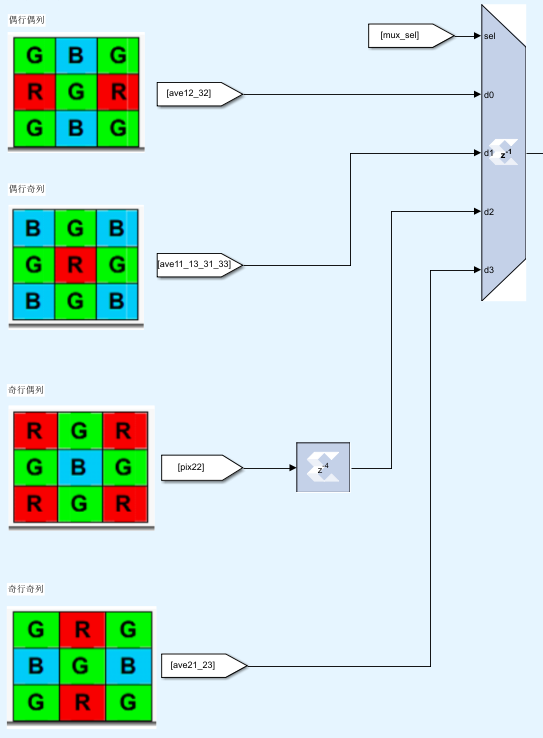 偶行偶列
G B G
R G R
G B G
[ave12_32]
[mux_sel]
sel
d0
d1
z-1
d2
d3
偶行奇列
B G B
G R G
B G B
[ave11_13_31_33]
奇行偶列
R G R
G B G
R G R
[pix22]
z-4
奇行奇列
G R G
B G B
G R G
[ave21_23]